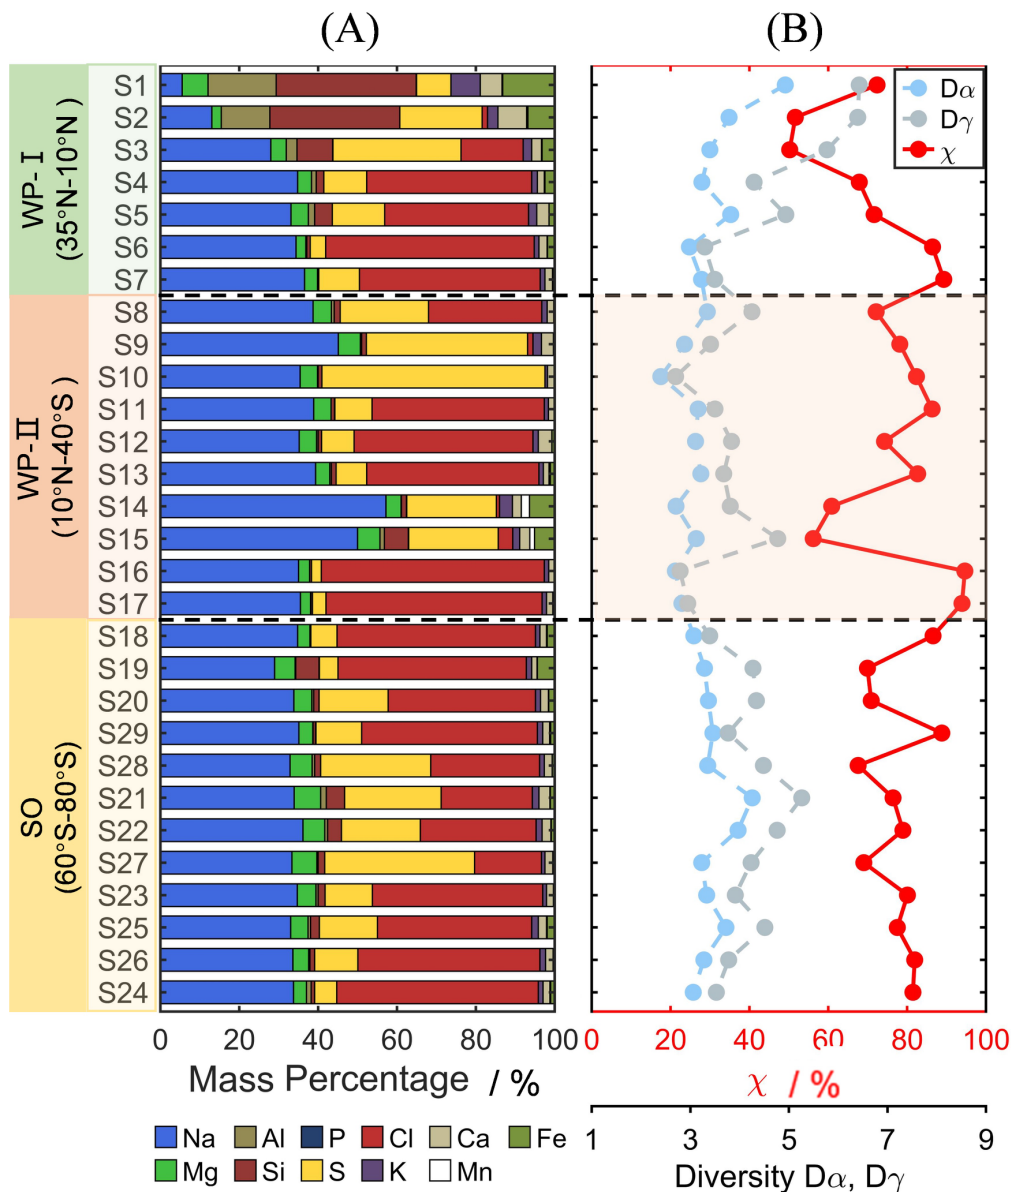 (A)
(B)
WP-Ⅰ
(35°N-10°N)
WP-Ⅱ
(10°N-40°S)
SO
(60°S-80°S)
S1
S2
S3
S4
S5
S6
S7
S8
S9
S10
S11
S12
S13
S14
S15
S16
S17
S18
S19
S20
S29
S28
S21
S22
S27
S23
S25
S26
S24
Dα
Dγ
χ
0 20 40 60 80 100
Mass Percentage / %
0 20 40 60 80 100
χ / %
Na Al P Cl Ca Fe
Mg Si S K Mn
1 3 5 7 9
Diversity Dα, Dγ